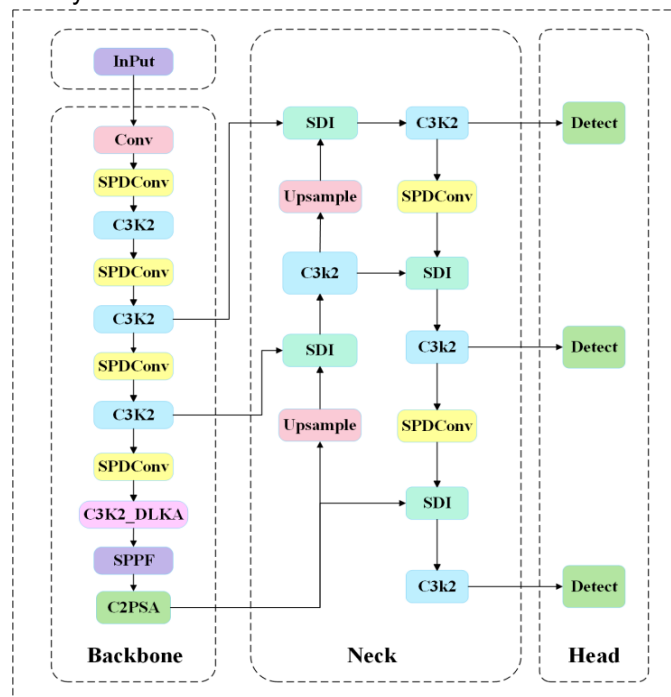 InPut
Conv
SPDConv
C3K2
SPDConv
C3K2
SPDConv
C3K2
SPDConv
C3K2_DLKA
SPPF
C2PSA
Backbone
SDI
Upsample
C3k2
SDI
Upsample
C3K2
SPDConv
SDI
C3k2
SPDConv
SDI
C3k2
Neck
Detect
Detect
Detect
Head